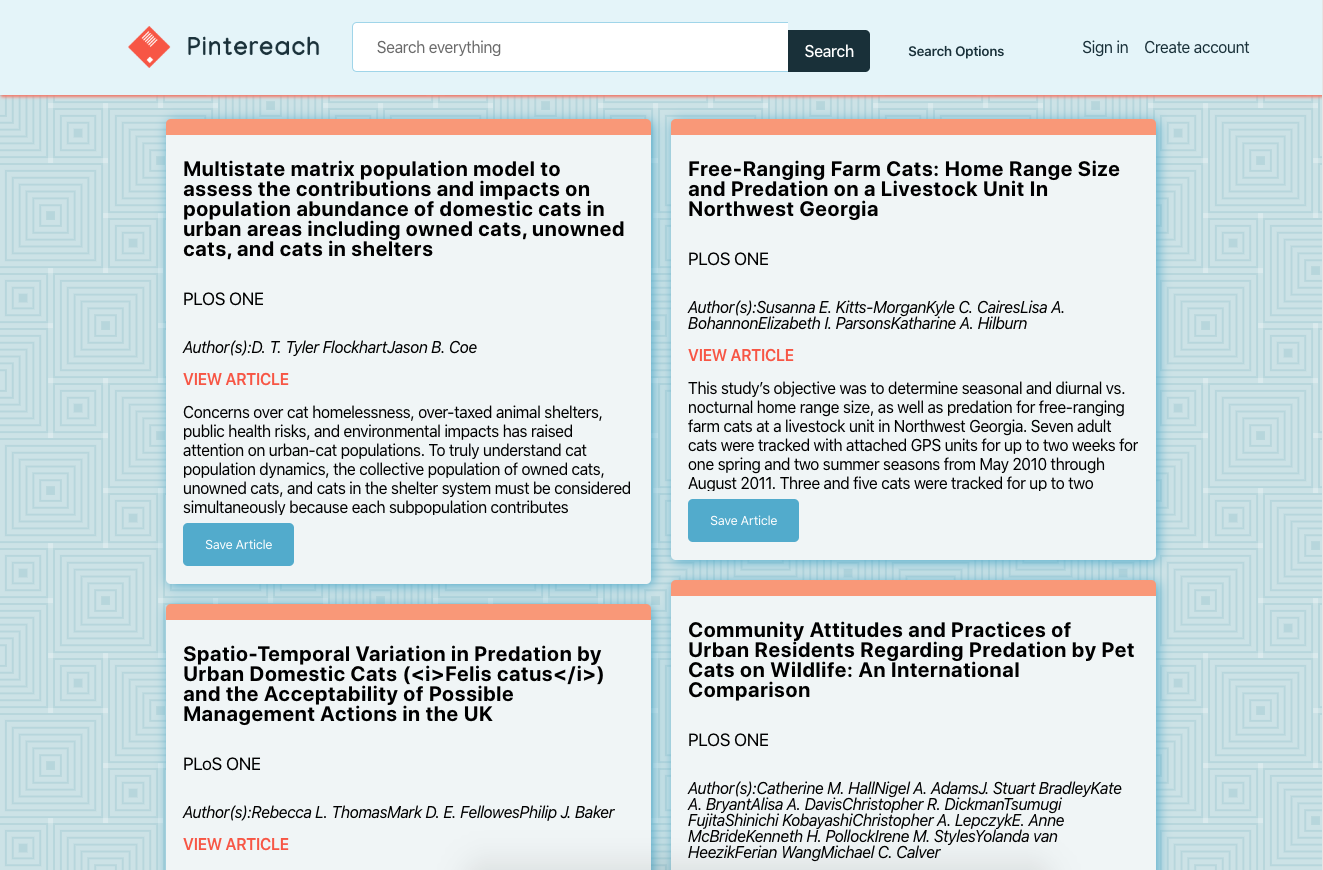 Pintereach
Search everything
Search
Search Options
Sign in
Create account
Multistate matrix population model to
assess the contributions and impacts on
population abundance of domestic cats in
urban areas including owned cats, unowned
cats, and cats in shelters
PLOS ONE
Author(s):D. T. Tyler FlockhartJason B. Coe
VIEW ARTICLE
Concerns over cat homelessness, over-taxed animal shelters,
public health risks, and environmental impacts has raised
attention on urban-cat populations. To truly understand cat
population dynamics, the collective population of owned cats,
unowned cats, and cats in the shelter system must be considered
simultaneously because each subpopulation contributes
Save Article
Free-Ranging Farm Cats: Home Range Size
and Predation on a Livestock Unit In
Northwest Georgia
PLOS ONE
Author(s):Susanna E. Kitts-MorganKyle C. CairesLisa A.
BohannonElizabeth I. ParsonsKatharine A. Hilburn
VIEW ARTICLE
This study’s objective was to determine seasonal and diurnal vs.
nocturnal home range size, as well as predation for free-ranging
farm cats at a livestock unit in Northwest Georgia. Seven adult
cats were tracked with attached GPS units for up to two weeks for
one spring and two summer seasons from May 2010 through
August 2011. Three and five cats were tracked for up to two
Save Article
Spatio-Temporal Variation in Predation by
Urban Domestic Cats (<i>Felis catus</i>)
and the Acceptability of Possible
Management Actions in the UK
PLoS ONE
Author(s):Rebecca L. ThomasMark D. E. FellowesPhilip J. Baker
VIEW ARTICLE
Community Attitudes and Practices of
Urban Residents Regarding Predation by Pet
Cats on Wildlife: An International
Comparison
PLOS ONE
Author(s):Catherine M. HallNigel A. AdamsJ. Stuart BradleyKate
A. BryantAlisa A. DavisChristopher R. DickmanTsumugi
FujitaShinichi KobayashiChristopher A. LepczykE. Anne
McBrideKenneth H. PollockIrene M. StylesYolanda van
HeezikFerian WangMichael C. Calver